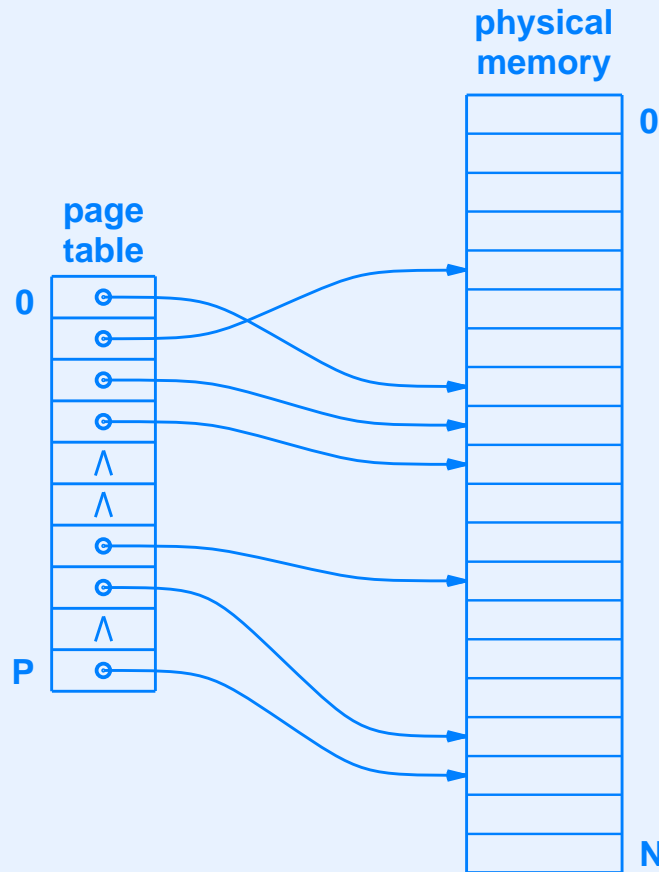 physical
memory
0
page
table
0
Λ
Λ
Λ
P
N